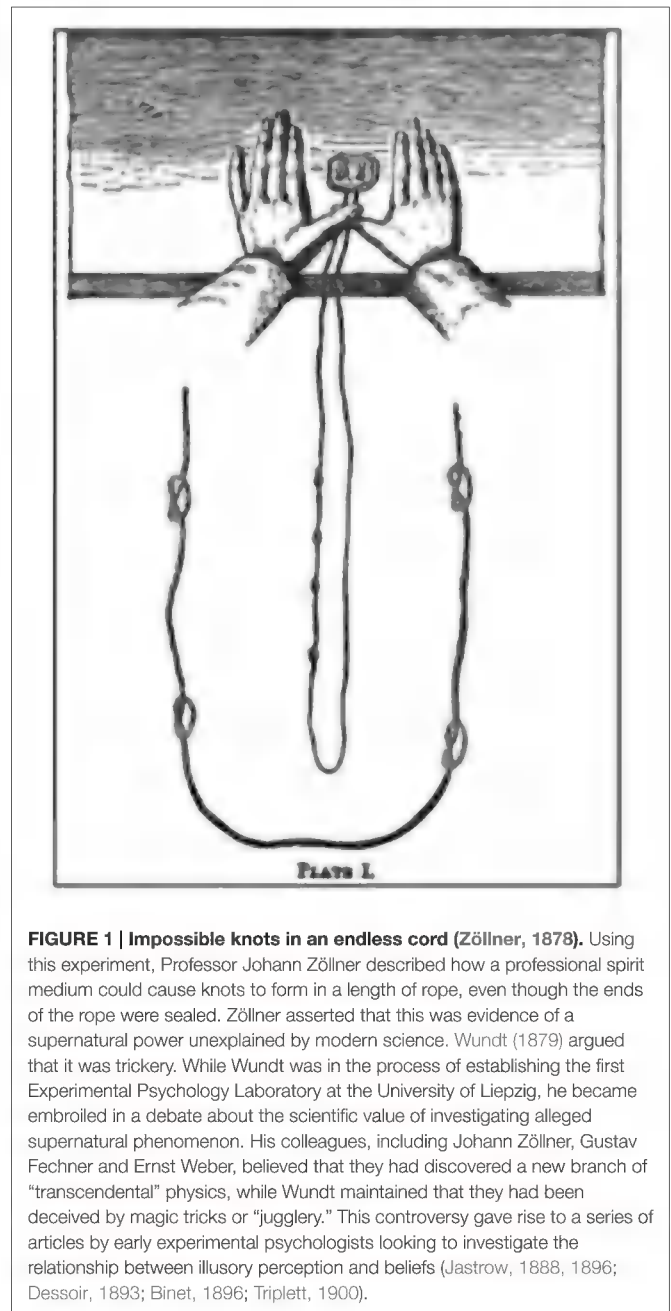 PLATE I.
FIGURE 1 | Impossible knots in an endless cord (Zöllner, 1878). Using
this experiment, Professor Johann Zöllner described how a professional spirit
medium could cause knots to form in a length of rope, even though the ends
of the rope were sealed. Zöllner asserted that this was evidence of a
supernatural power unexplained by modern science. Wundt (1879) argued
that it was trickery. While Wundt was in the process of establishing the first
Experimental Psychology Laboratory at the University of Liepzig, he became
embroiled in a debate about the scientific value of investigating alleged
supernatural phenomenon. His colleagues, including Johann Zöllner, Gustav
Fechner and Ernst Weber, believed that they had discovered a new branch of
“transcendental” physics, while Wundt maintained that they had been
deceived by magic tricks or “jugglery.” This controversy gave rise to a series of
articles by early experimental psychologists looking to investigate the
relationship between illusory perception and beliefs (Jastrow, 1888, 1896;
Dessoir, 1893; Binet, 1896; Triplett, 1900).